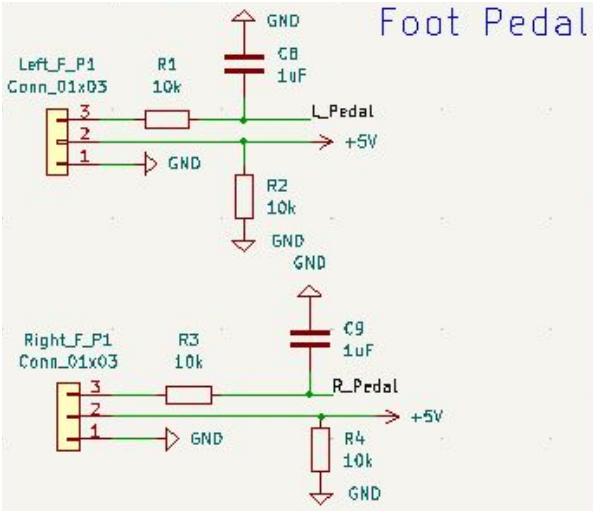 Foot Pedal
GND
C8
1uF
Left_F_P1
Conn_01x03
R1
10k
3
2
1
L_Pedal
+5V
GND
R2
10k
GND
GND
C9
1uF
Right_F_P1
Conn_01x03
R3
10k
3
2
1
R_Pedal
+5V
GND
R4
10k
GND